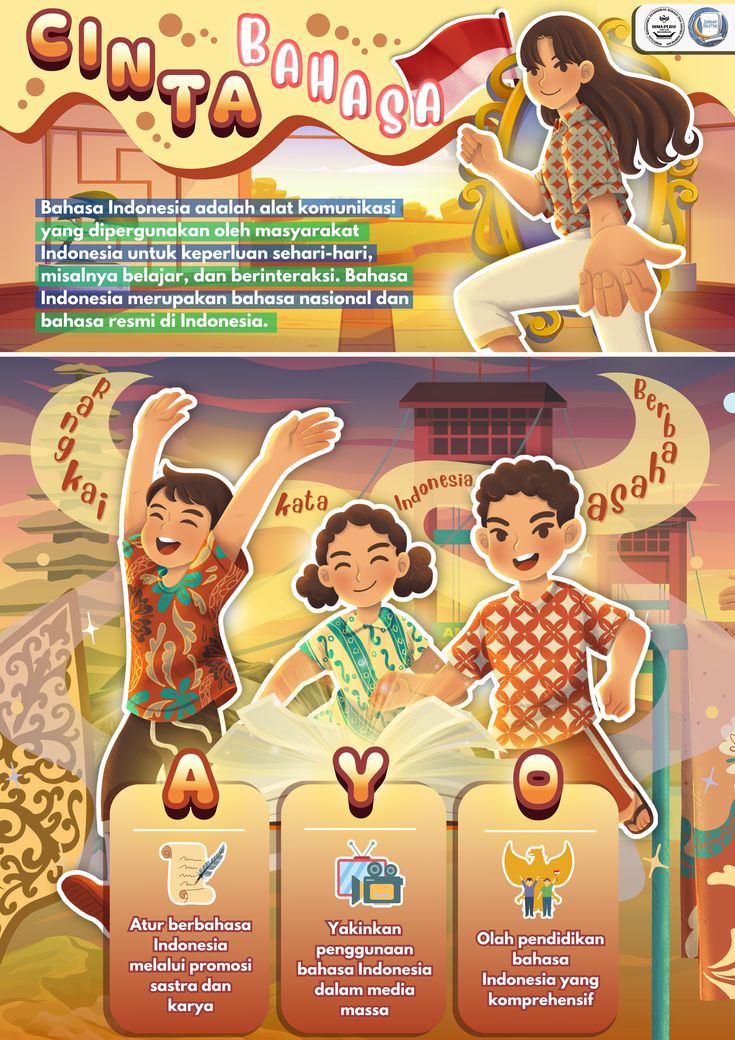 CINTA
BAHASA
Bahasa Indonesia adalah alat komunikasi
yang dipergunakan oleh masyarakat
Indonesia untuk keperluan sehari-hari,
misalnya belajar, dan berinteraksi. Bahasa
Indonesia merupakan bahasa nasional dan
bahasa resmi di Indonesia.
Rangkai
kata
Indonesia
Berbahasa
A
Y
O
Atur berbahasa
Indonesia
melalui promosi
sastra dan
karya
Yakinkan
penggunaan
bahasa Indonesia
dalam media
massa
Olah pendidikan
bahasa
Indonesia yang
komprehensif